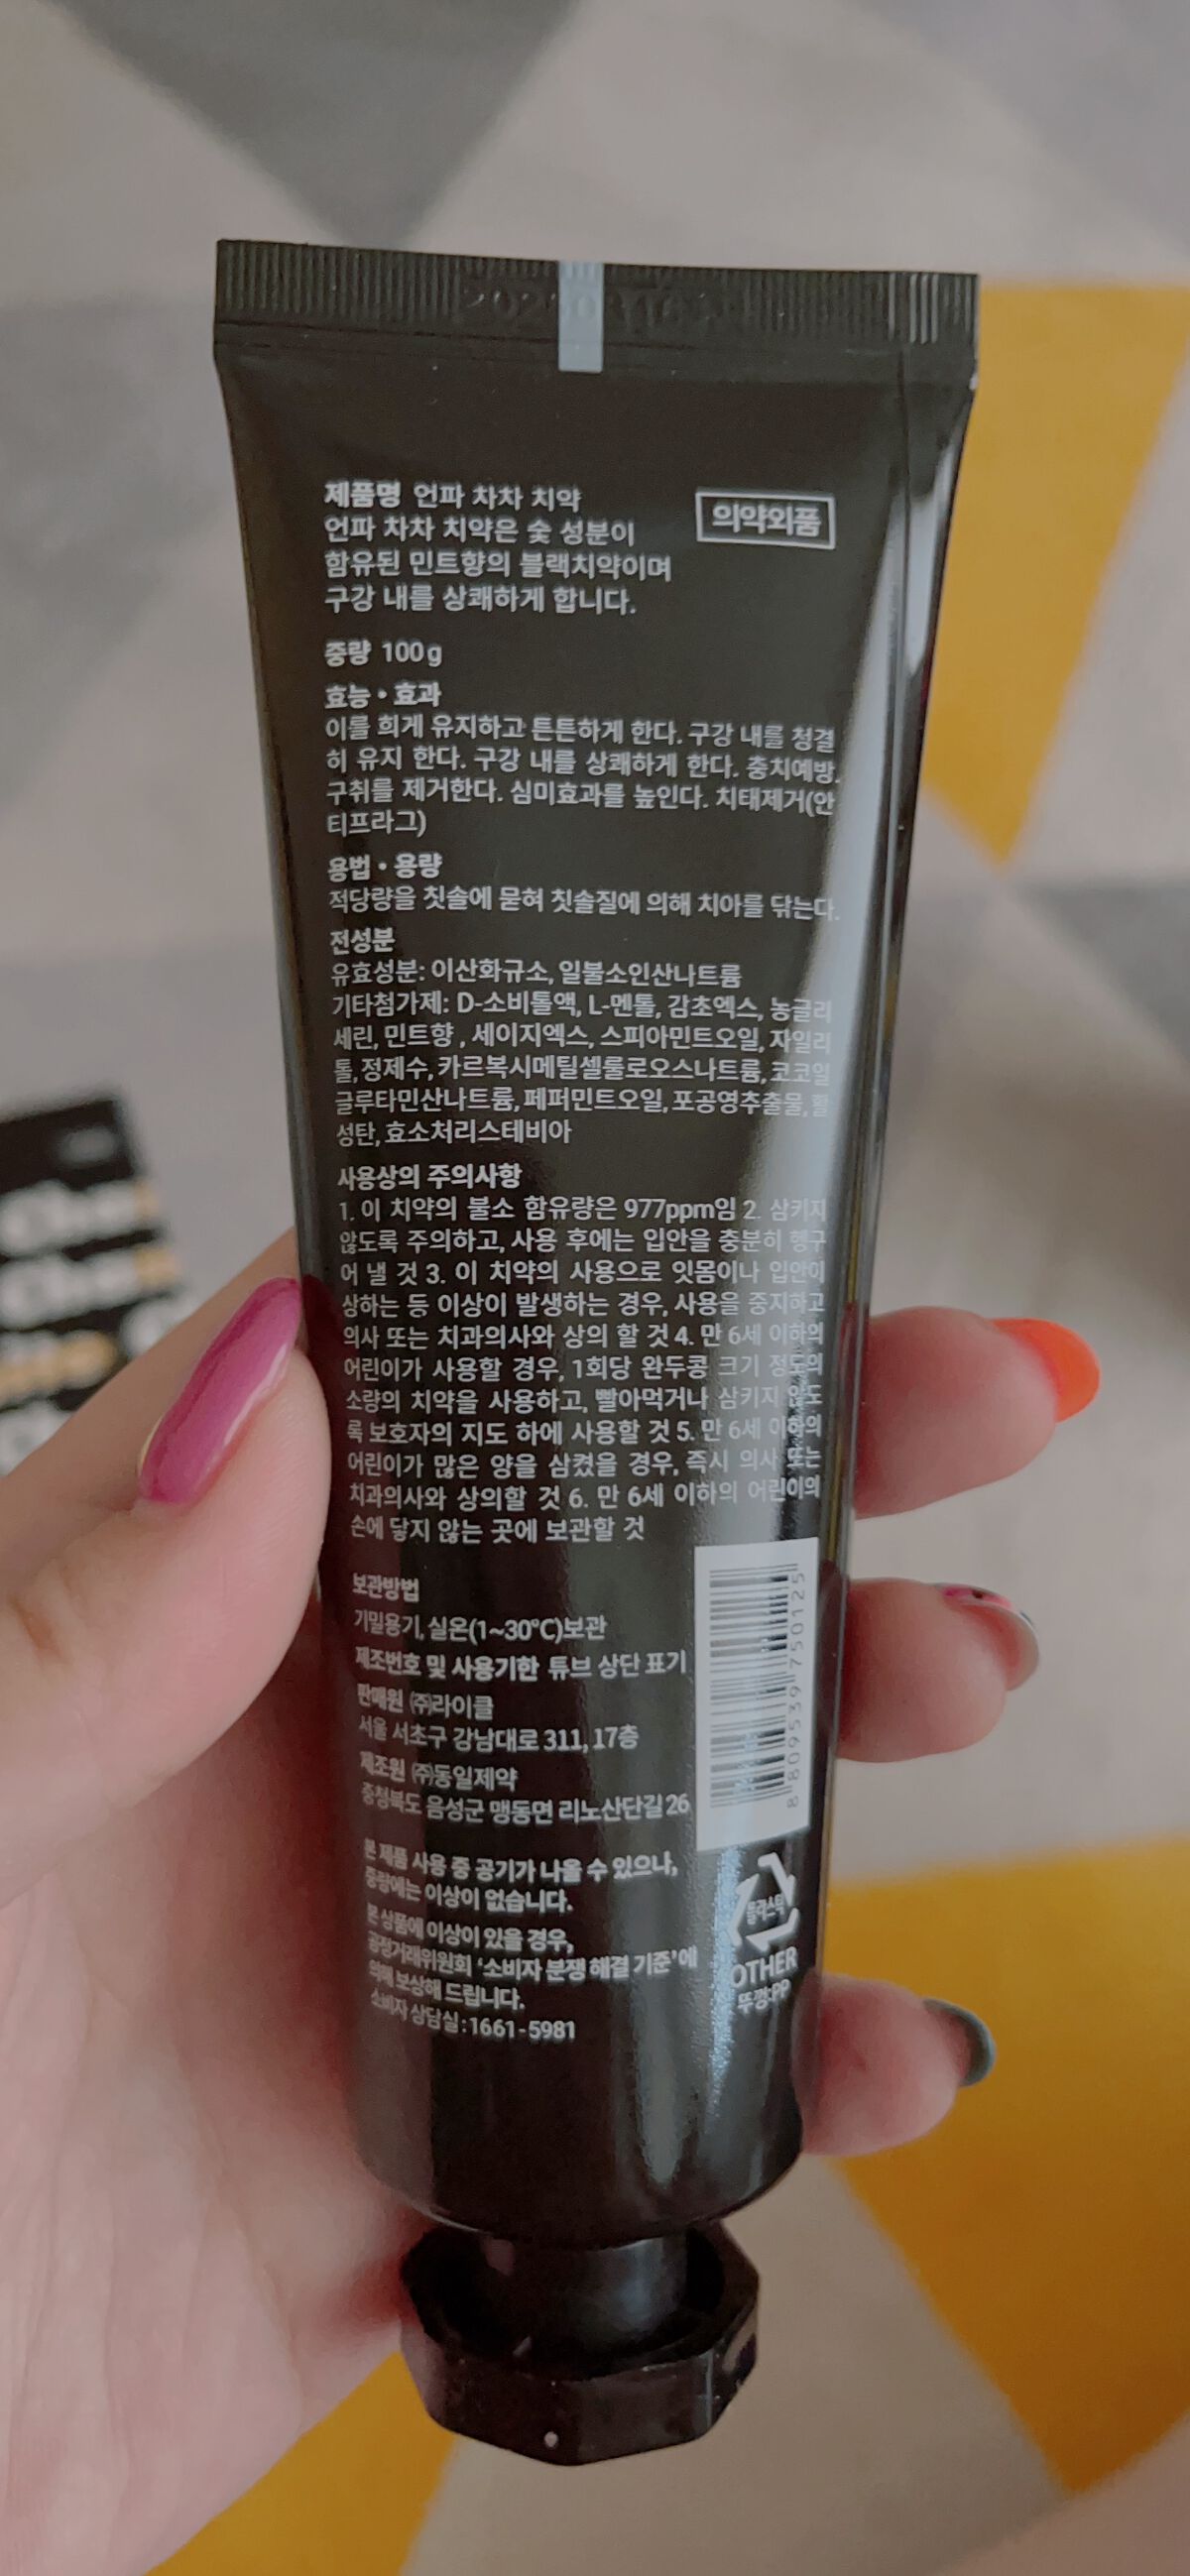 제품명 언파 차차 치약
언파 차차 치약은 숯 성분이
함유된 민트향의 블랙치약이며
구강 내를 상쾌하게 합니다.
의약외품
중량 100g
효능·효과
이를 희게 유지하고 튼튼하게 한다. 구강 내를 청결
히 유지 한다. 구강 내를 상쾌하게 한다. 충치예방.
구취를 제거한다. 심미효과를 높인다. 치태제거(안
티프라그)
용법·용량
적당량을 칫솔에 묻혀 칫솔질에 의해 치아를 닦는다.
전성분
유효성분: 이산화규소, 일불소인산나트륨
기타첨가제: D-소비톨액, L-멘톨, 감초엑스, 농글리
세린, 민트향 , 세이지엑스, 스피아민트오일, 자일리
톨, 정제수, 카르복시메틸셀룰로오스나트륨, 코코일
글루타민산나트륨, 페퍼민트오일, 포공영추출물, 활
성탄, 효소처리스테비아
사용상의 주의사항
1. 이 치약의 불소 함유량은 977ppm임 2. 삼키지
않도록 주의하고, 사용 후에는 입안을 충분히 헹구
어 낼 것 3. 이 치약의 사용으로 잇몸이나 입안이
상하는 등 이상이 발생하는 경우, 사용을 중지하고
의사 또는 치과의사와 상의 할 것 4. 만 6세 이하의
어린이가 사용할 경우, 1회당 완두콩 크기 정도의
소량의 치약을 사용하고, 빨아먹거나 삼키지 않도
록 보호자의 지도 하에 사용할 것 5. 만 6세 이하의
어린이가 많은 양을 삼켰을 경우, 즉시 의사 또는
치과의사와 상의할 것 6. 만 6세 이하의 어린이의
손에 닿지 않는 곳에 보관할 것
보관방법
기밀용기, 실온(1~30℃)보관
제조번호 및 사용기한 튜브 상단 표기
판매원 ㈜라이클
서울 서초구 강남대로 311, 17층
제조원 ㈜동일제약
충청북도 음성군 맹동면 리노산단길 26
8809539750125
본 제품 사용 중 공기가 나올 수 있으나,
중량에는 이상이 없습니다.
본 상품에 이상이 있을 경우,
공정거래위원회 '소비자 분쟁 해결 기준'에
의해 보상해 드립니다.
소비자 상담실:1661-5981
플라스틱
OTHER
뚜껑:PP